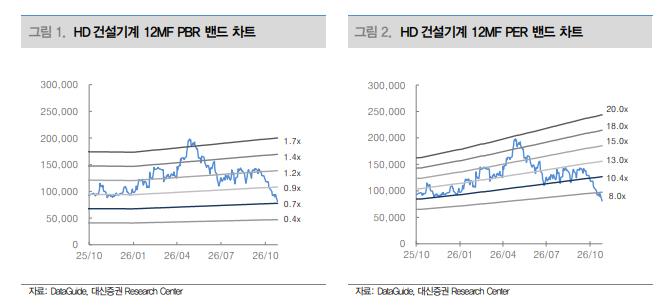 그림 1. HD 건설기계 12MF PBR 밴드 차트
300,000
250,000
200,000
150,000
100,000
50,000
0
1.7x
1.4x
1.2x
0.9x
0.7x
0.4x
25/10 26/01 26/04 26/07 26/10
자료: DataGuide, 대신증권 Research Center
그림 2. HD 건설기계 12MF PER 밴드 차트
300,000
250,000
200,000
150,000
100,000
50,000
0
20.0x
18.0x
15.0x
13.0x
10.4x
8.0x
25/10 26/01 26/04 26/07 26/10
자료: DataGuide, 대신증권 Research Center